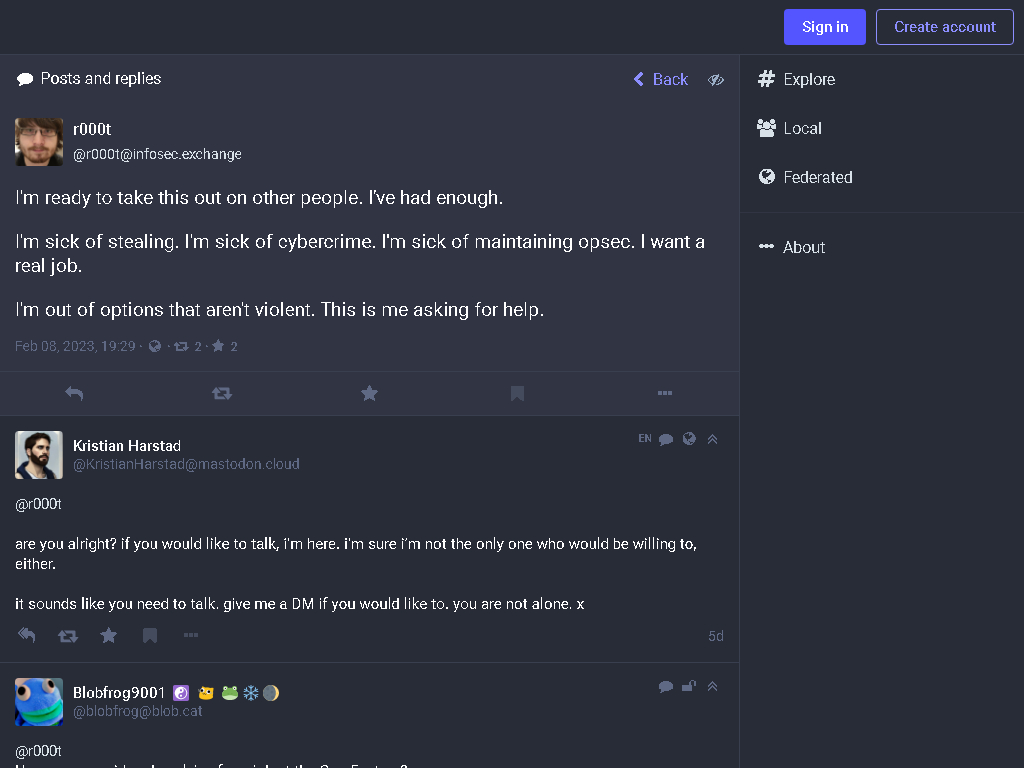 Sign in
Create account
Posts and replies
Back
r000t
@r000t@infosec.exchange
I'm ready to take this out on other people. I've had enough.
I'm sick of stealing. I'm sick of cybercrime. I'm sick of maintaining opsec. I want a
real job.
I'm out of options that aren't violent. This is me asking for help.
Feb 08, 2023, 19:29 · · 2 · 2
Kristian Harstad
@KristianHarstad@mastodon.cloud
EN
@r000t
are you alright? if you would like to talk, i'm here. i'm sure i'm not the only one who would be willing to,
either.
it sounds like you need to talk. give me a DM if you would like to. you are not alone. x
5d
Blobfrog9001
@blobfrog@blob.cat
@r000t
Explore
Local
Federated
About